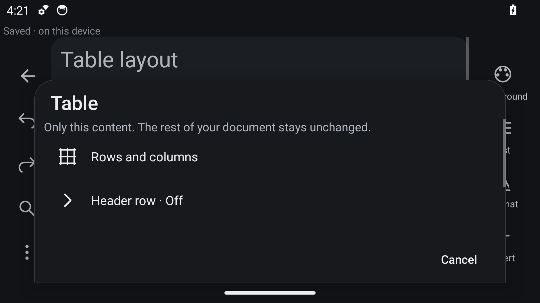 4:21
Saved · on this device
Table layout
Table
Only this content. The rest of your document stays unchanged.
Rows and columns
Header row · Off
Cancel